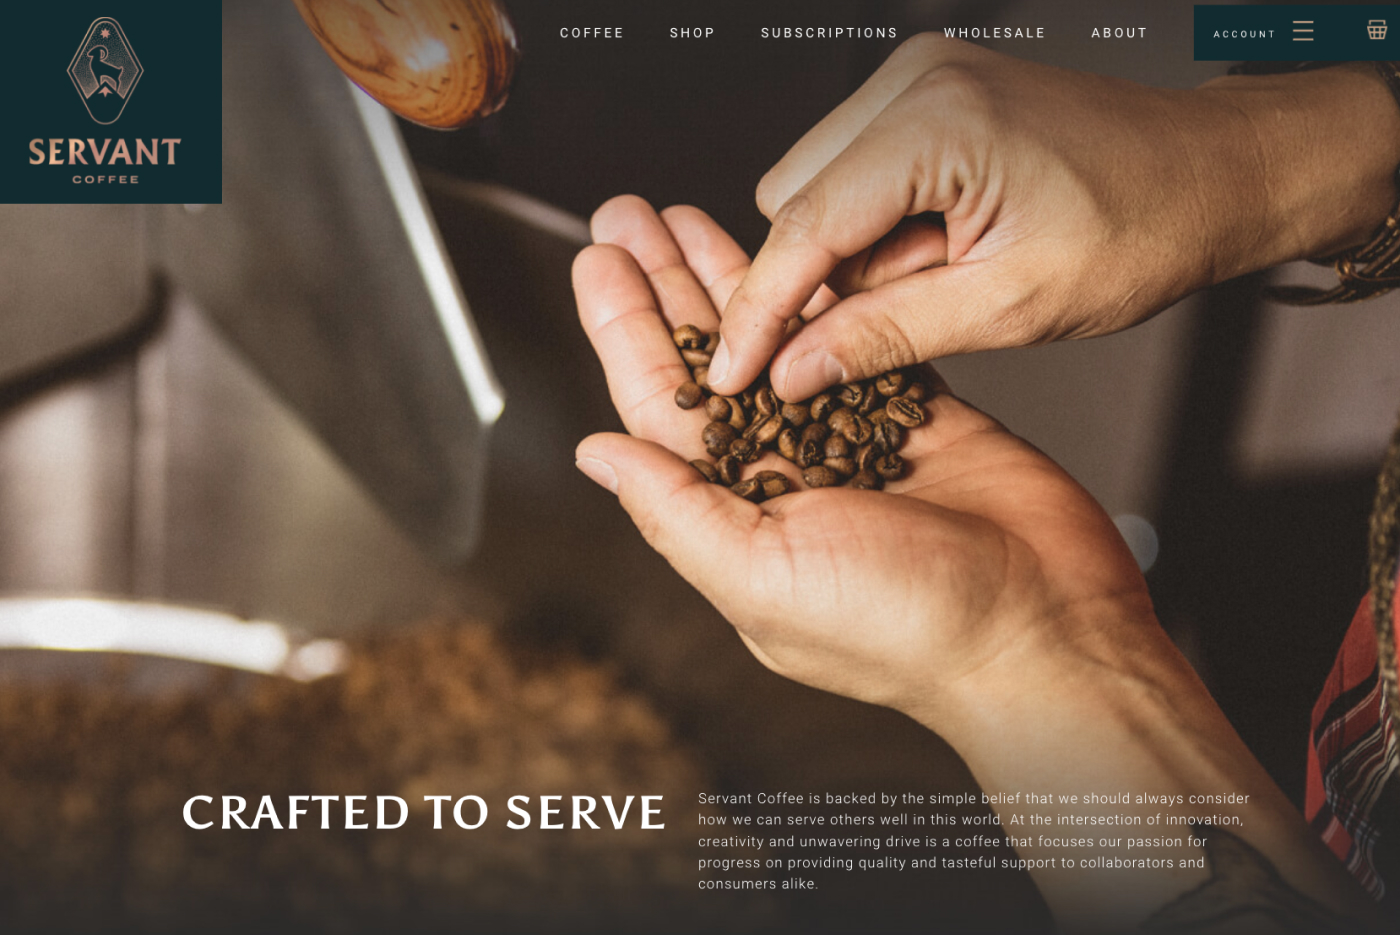 SERVANT
COFFEE
COFFEE SHOP SUBSCRIPTIONS WHOLESALE ABOUT
ACCOUNT
CRAFTED TO SERVE
Servant Coffee is backed by the simple belief that we should always consider
how we can serve others well in this world. At the intersection of innovation,
creativity and unwavering drive is a coffee that focuses our passion for
progress on providing quality and tasteful support to collaborators and
consumers alike.